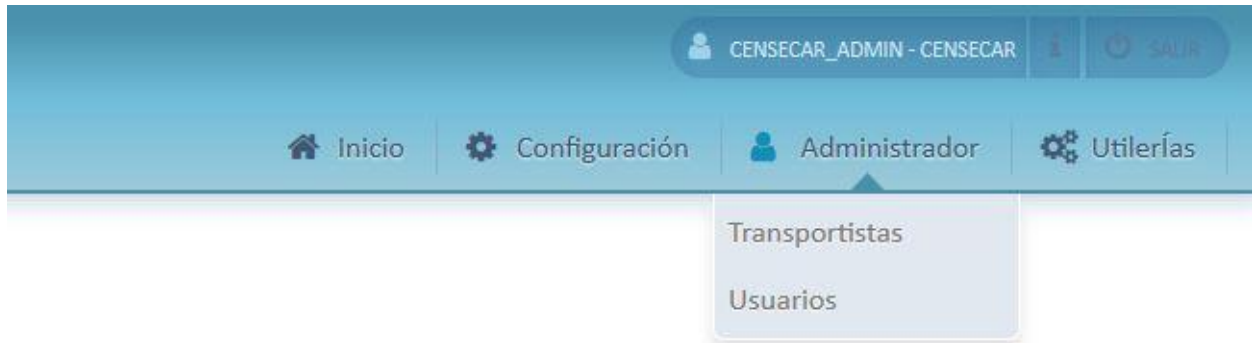 CENSECAR_ADMIN - CENSECAR i SALIR
Inicio Configuración Administrador Utilerías
Transportistas
Usuarios